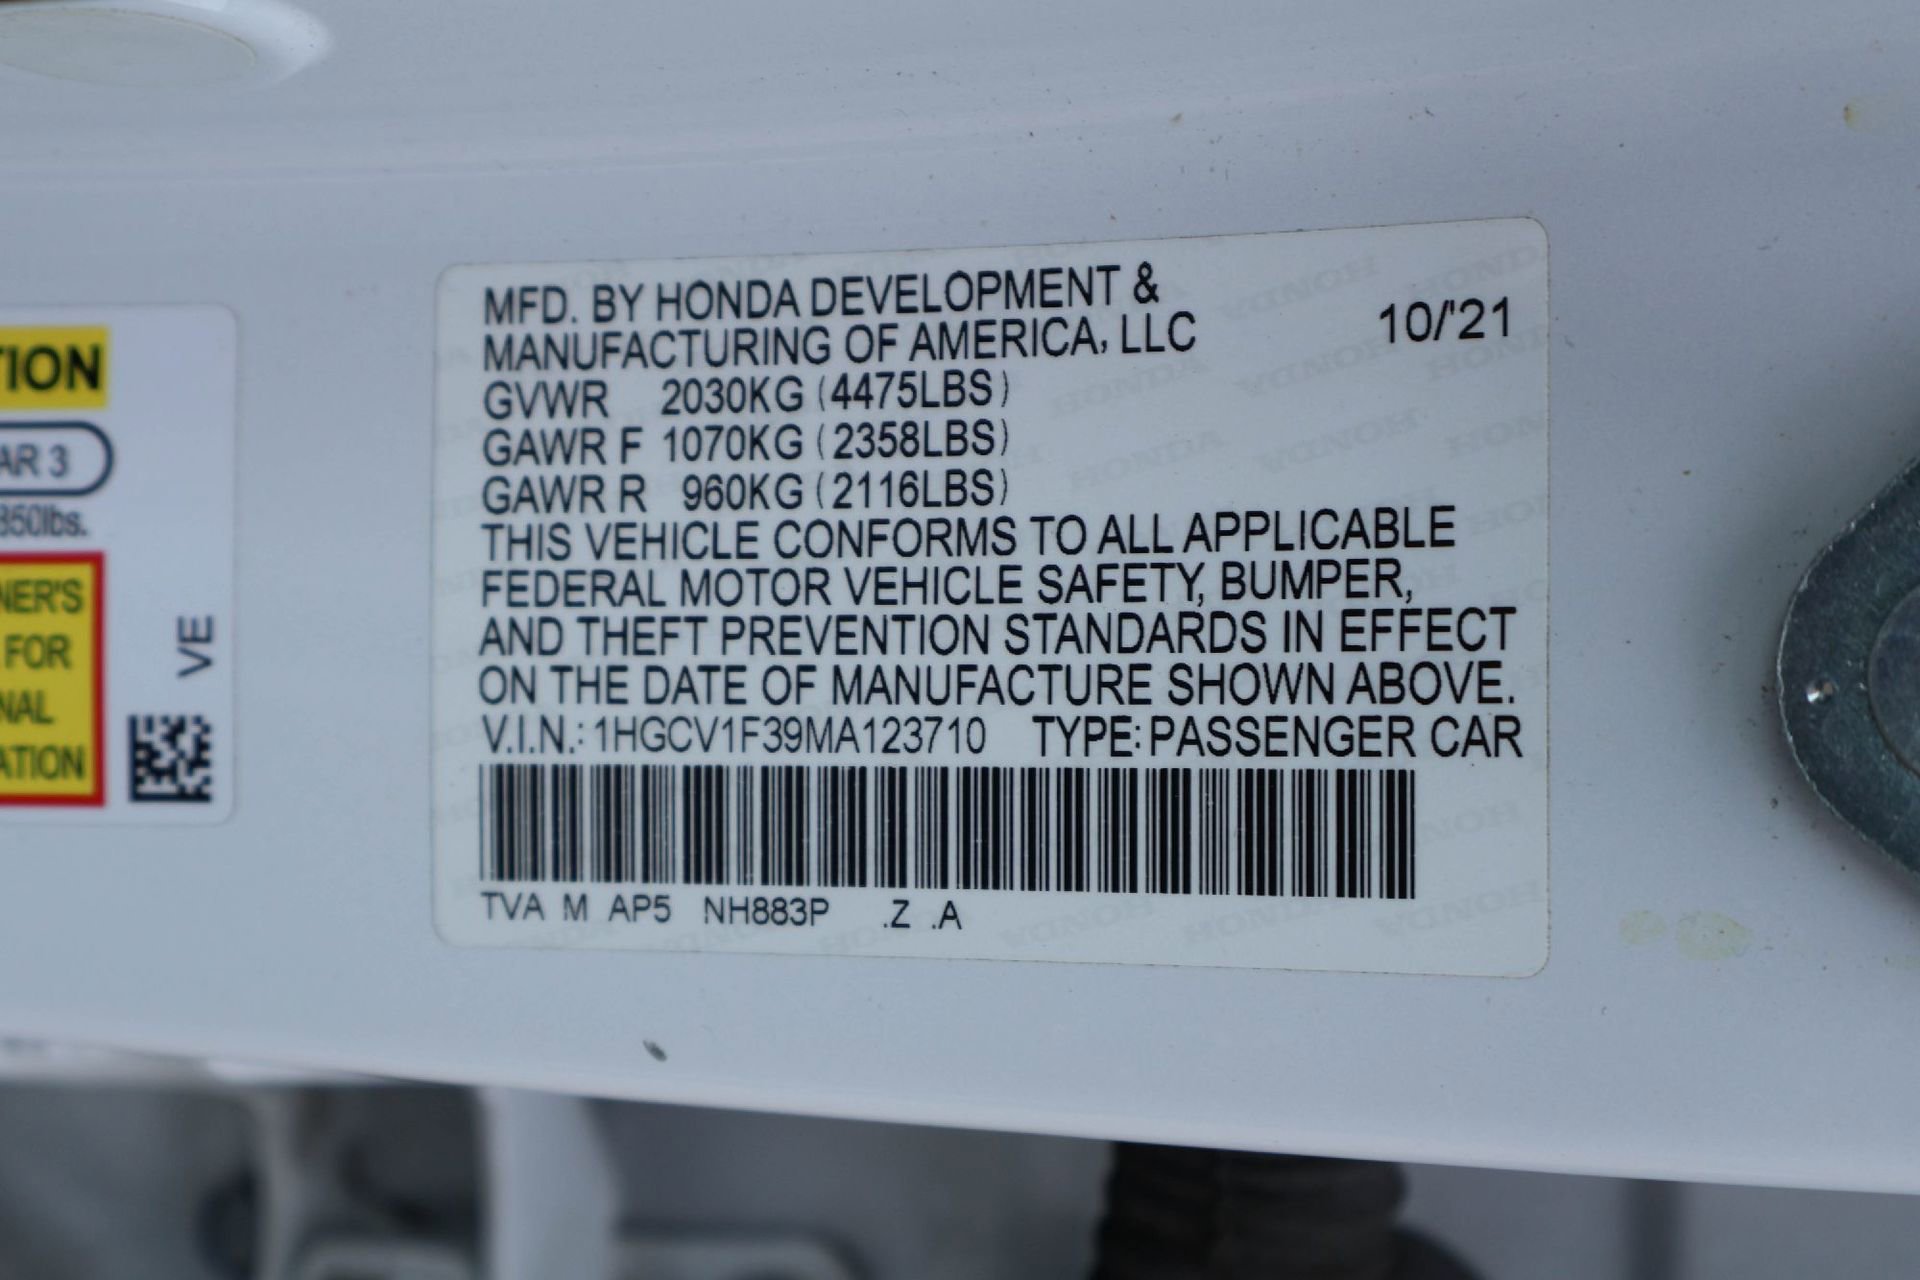 TION
AR 3
850lbs.
NER'S
FOR
NAL
ATION
VE
MFD. BY HONDA DEVELOPMENT &
MANUFACTURING OF AMERICA, LLC 10/'21
GVWR 2030KG (4475LBS)
GAWR F 1070KG (2358LBS)
GAWR R 960KG (2116LBS)
THIS VEHICLE CONFORMS TO ALL APPLICABLE
FEDERAL MOTOR VEHICLE SAFETY, BUMPER,
AND THEFT PREVENTION STANDARDS IN EFFECT
ON THE DATE OF MANUFACTURE SHOWN ABOVE.
V.I.N.: 1HGCV1F39MA123710 TYPE: PASSENGER CAR
TVA M AP5 NH883P .Z .A